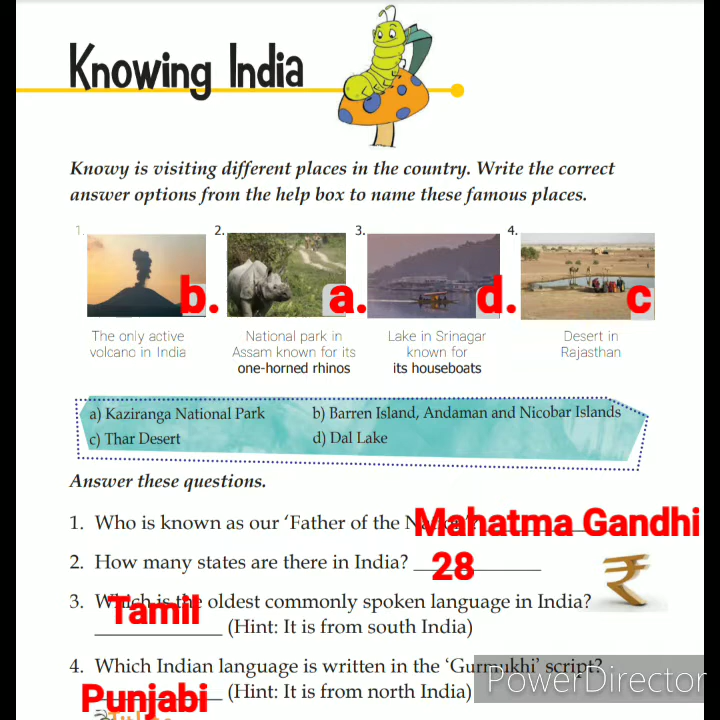 Knowing India
Knowy is visiting different places in the country. Write the correct
answer options from the help box to name these famous places.
1. b.
2. a.
3. d.
4. c
The only active
volcano in India
National park in
Assam known for its
one-horned rhinos
Lake in Srinagar
known for
its houseboats
Desert in
Rajasthan
a) Kaziranga National Park b) Barren Island, Andaman and Nicobar Islands
c) Thar Desert d) Dal Lake
Answer these questions.
1. Who is known as our ‘Father of the Mahatma Gandhi
2. How many states are there in India? 28
3. Which is the oldest commonly spoken language in India?
Tamil (Hint: It is from south India)
4. Which Indian language is written in the ‘Gurmukhi’ script?
Punjabi (Hint: It is from north India)
PowerDirector